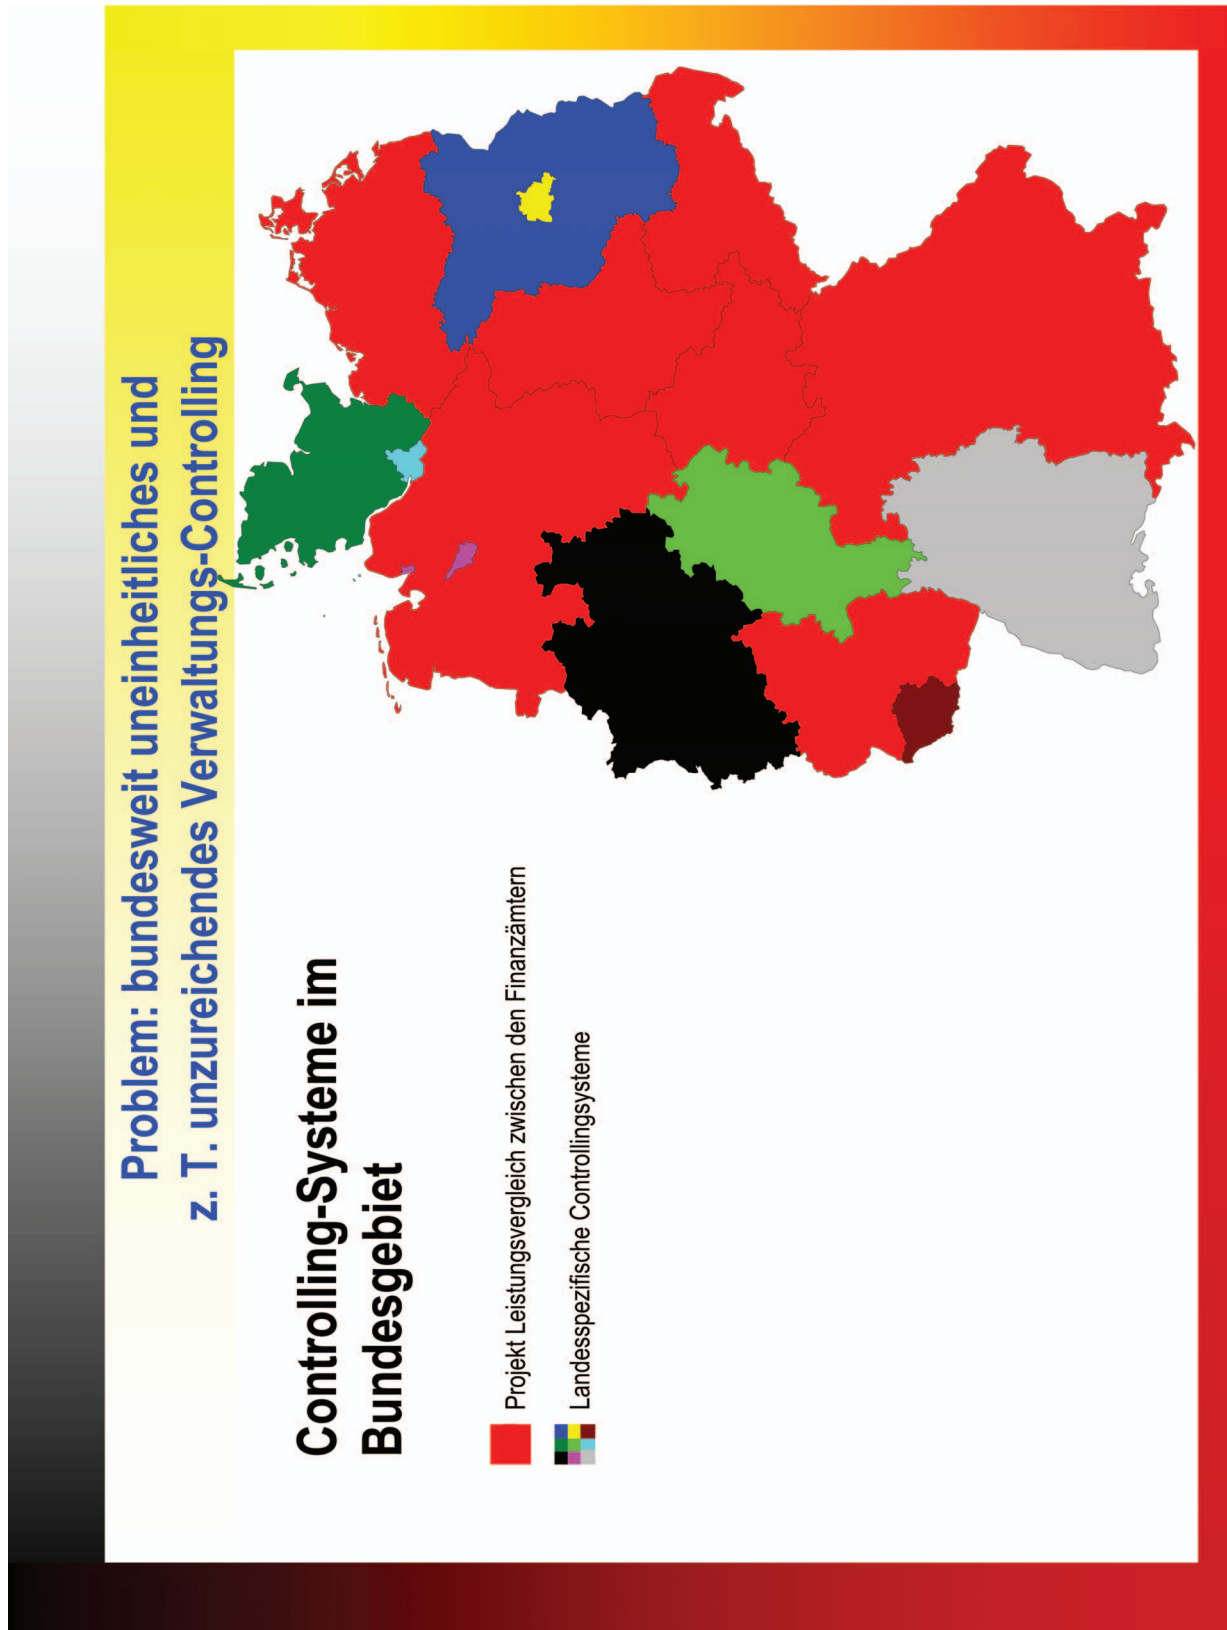 Problem: bundesweit uneinheitliches und
z. T. unzureichendes Verwaltungs-Controlling
Controlling-Systeme im
Bundesgebiet
Projekt Leistungsvergleich zwischen den Finanzämtern
Landesspezifische Controllingsysteme